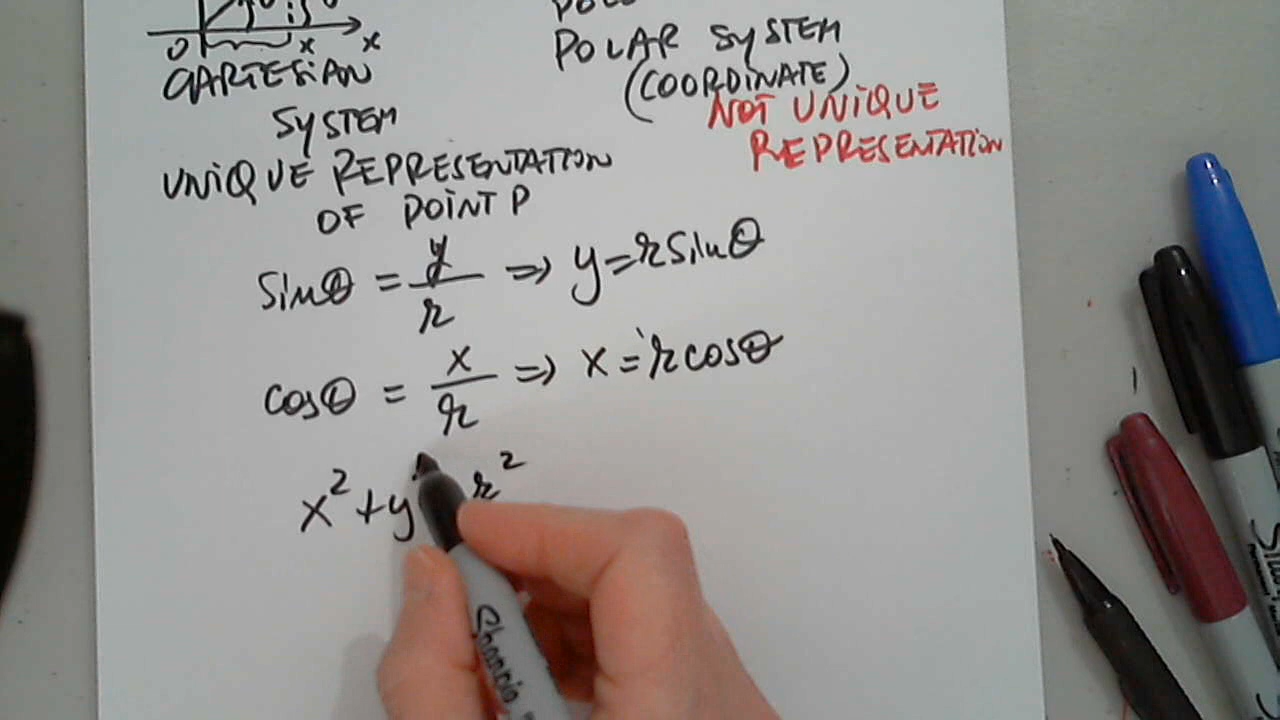 0 x x
CARTESIAN
SYSTEM
UNIQUE REPRESENTATION
OF POINT P
POLAR SYSTEM
(COORDINATE)
NOT UNIQUE
REPRESENTATION
sinθ = y/r ⇒ y = r sinθ
cosθ = x/r ⇒ x = r cosθ
x² + y r²
Sharpie